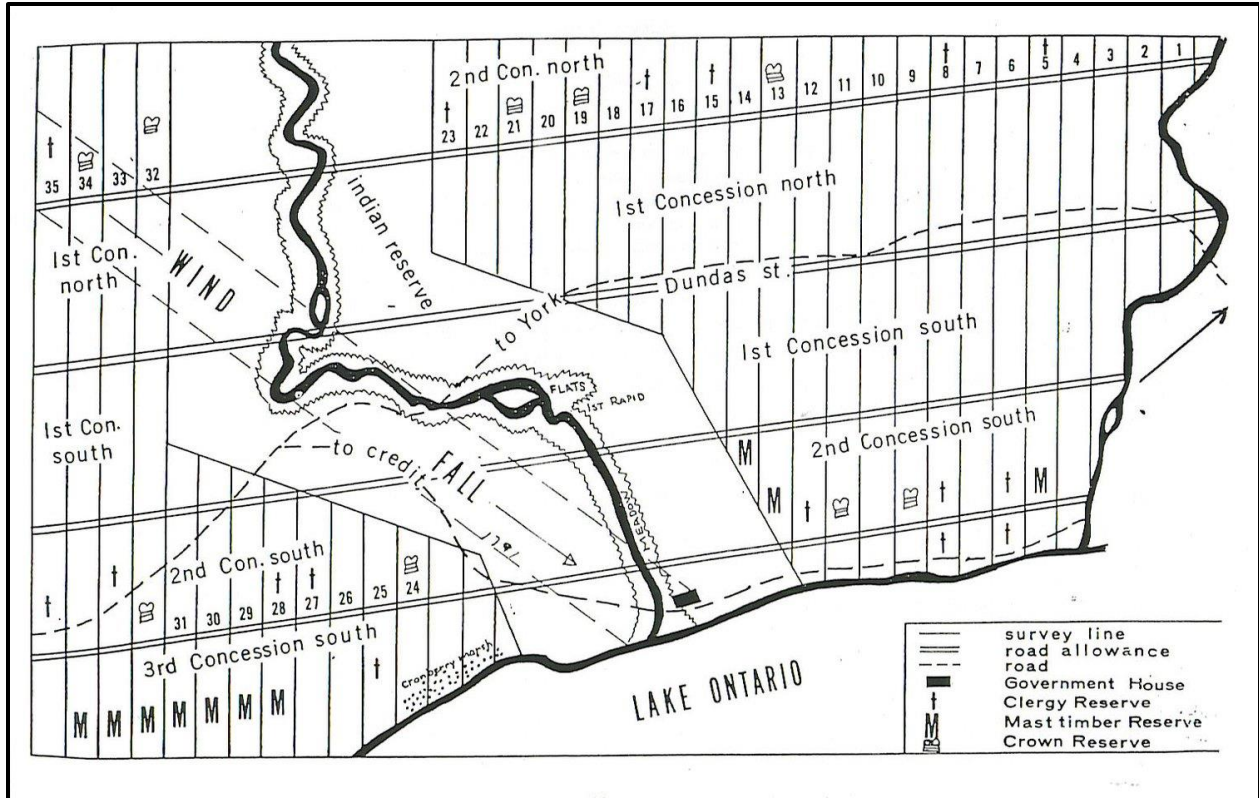 2nd Con. north
23 22 21 20 19 18 17 16 15 14 13 12 11 10 9 8 7 6 5 4 3 2 1
35 34 33 32
indian reserve
1st Concession north
1st Con.
north
WIND
Dundas st.
to York
1st Concession south
FLATS
1ST RAPID
1st Con.
south
to credit
FALL
2nd Concession south
M
M
M
MEADOW
1791
2nd Con. south
31 30 29 28 27 26 25 24
3rd Concession south
Cranberry marsh
M M M M M M M
LAKE ONTARIO
survey line
road allowance
road
Government House
Clergy Reserve
M Mast timber Reserve
Crown Reserve